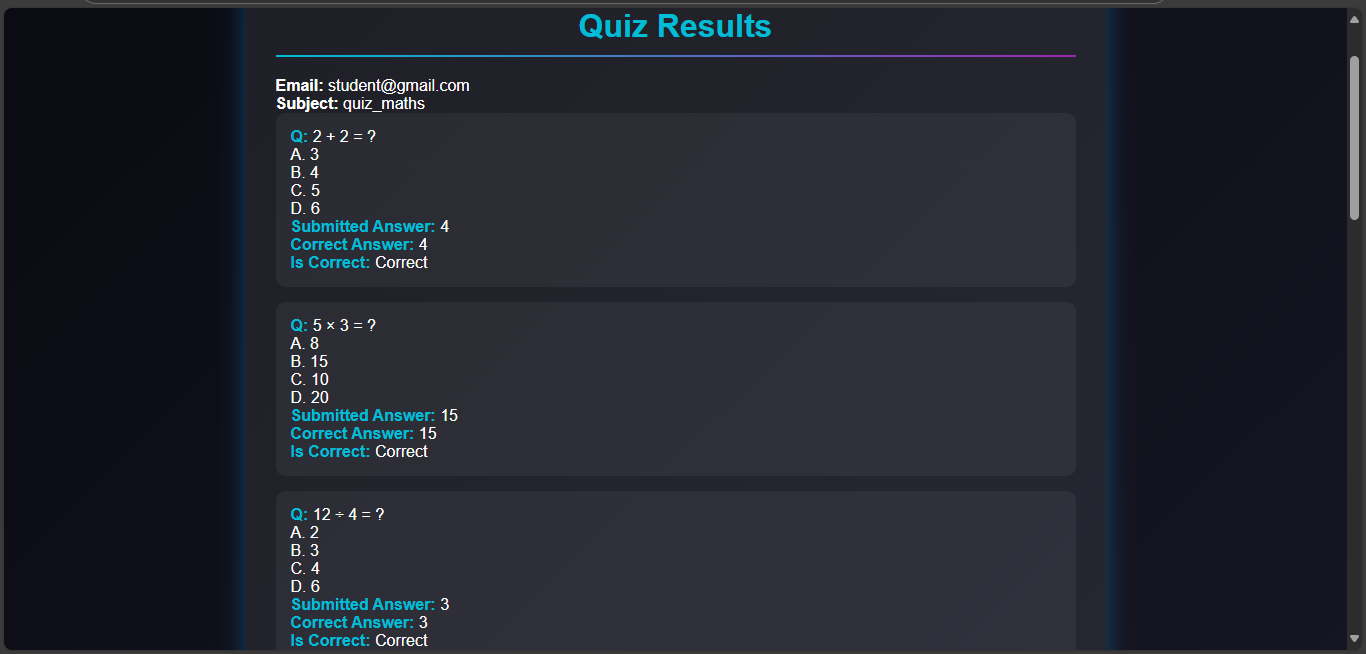 Quiz Results
Email: student@gmail.com
Subject: quiz_maths
Q: 2 + 2 = ?
A. 3
B. 4
C. 5
D. 6
Submitted Answer: 4
Correct Answer: 4
Is Correct: Correct
Q: 5 × 3 = ?
A. 8
B. 15
C. 10
D. 20
Submitted Answer: 15
Correct Answer: 15
Is Correct: Correct
Q: 12 ÷ 4 = ?
A. 2
B. 3
C. 4
D. 6
Submitted Answer: 3
Correct Answer: 3
Is Correct: Correct